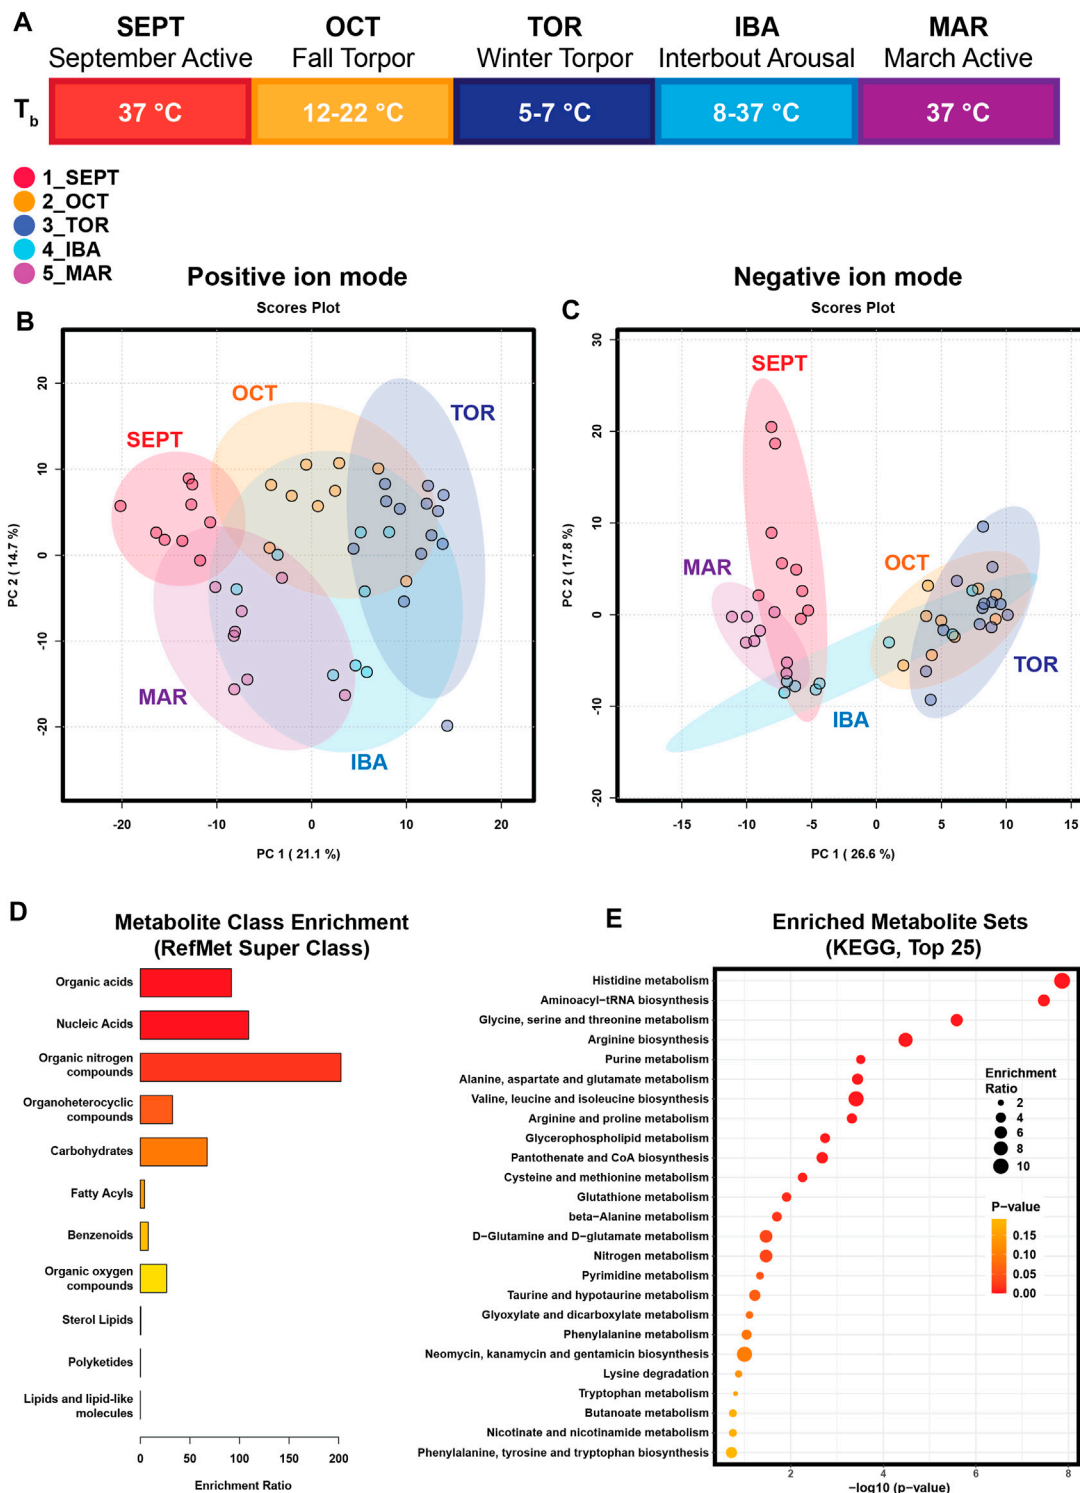 A
SEPT OCT TOR IBA MAR
September Active Fall Torpor Winter Torpor Interbout Arousal March Active
Tb 37 °C 12-22 °C 5-7 °C 8-37 °C 37 °C
1_SEPT
2_OCT
3_TOR
4_IBA
5_MAR
Positive ion mode
Scores Plot
B
PC 2 ( 14.7 %)
20
10
0
-10
-20
OCT
TOR
SEPT
MAR
IBA
-20 -10 0 10 20
PC 1 ( 21.1 %)
Negative ion mode
Scores Plot
C
PC 2 ( 17.8 %)
30
20
10
0
-10
-20
SEPT
MAR
OCT
TOR
IBA
-15 -10 -5 0 5 10 15
PC 1 ( 26.6 %)
D
Metabolite Class Enrichment
(RefMet Super Class)
Organic acids
Nucleic Acids
Organic nitrogen
compounds
Organoheterocyclic
compounds
Carbohydrates
Fatty Acyls
Benzenoids
Organic oxygen
compounds
Sterol Lipids
Polyketides
Lipids and lipid-like
molecules
0 50 100 150 200
Enrichment Ratio
E
Enriched Metabolite Sets
(KEGG, Top 25)
Histidine metabolism
Aminoacyl−tRNA biosynthesis
Glycine, serine and threonine metabolism
Arginine biosynthesis
Purine metabolism
Alanine, aspartate and glutamate metabolism
Valine, leucine and isoleucine biosynthesis
Arginine and proline metabolism
Glycerophospholipid metabolism
Pantothenate and CoA biosynthesis
Cysteine and methionine metabolism
Glutathione metabolism
beta−Alanine metabolism
D−Glutamine and D−glutamate metabolism
Nitrogen metabolism
Pyrimidine metabolism
Taurine and hypotaurine metabolism
Glyoxylate and dicarboxylate metabolism
Phenylalanine metabolism
Neomycin, kanamycin and gentamicin biosynthesis
Lysine degradation
Tryptophan metabolism
Butanoate metabolism
Nicotinate and nicotinamide metabolism
Phenylalanine, tyrosine and tryptophan biosynthesis
Enrichment
Ratio
2
4
6
8
10
P−value
0.15
0.10
0.05
0.00
2 4 6 8
−log10 (p−value)